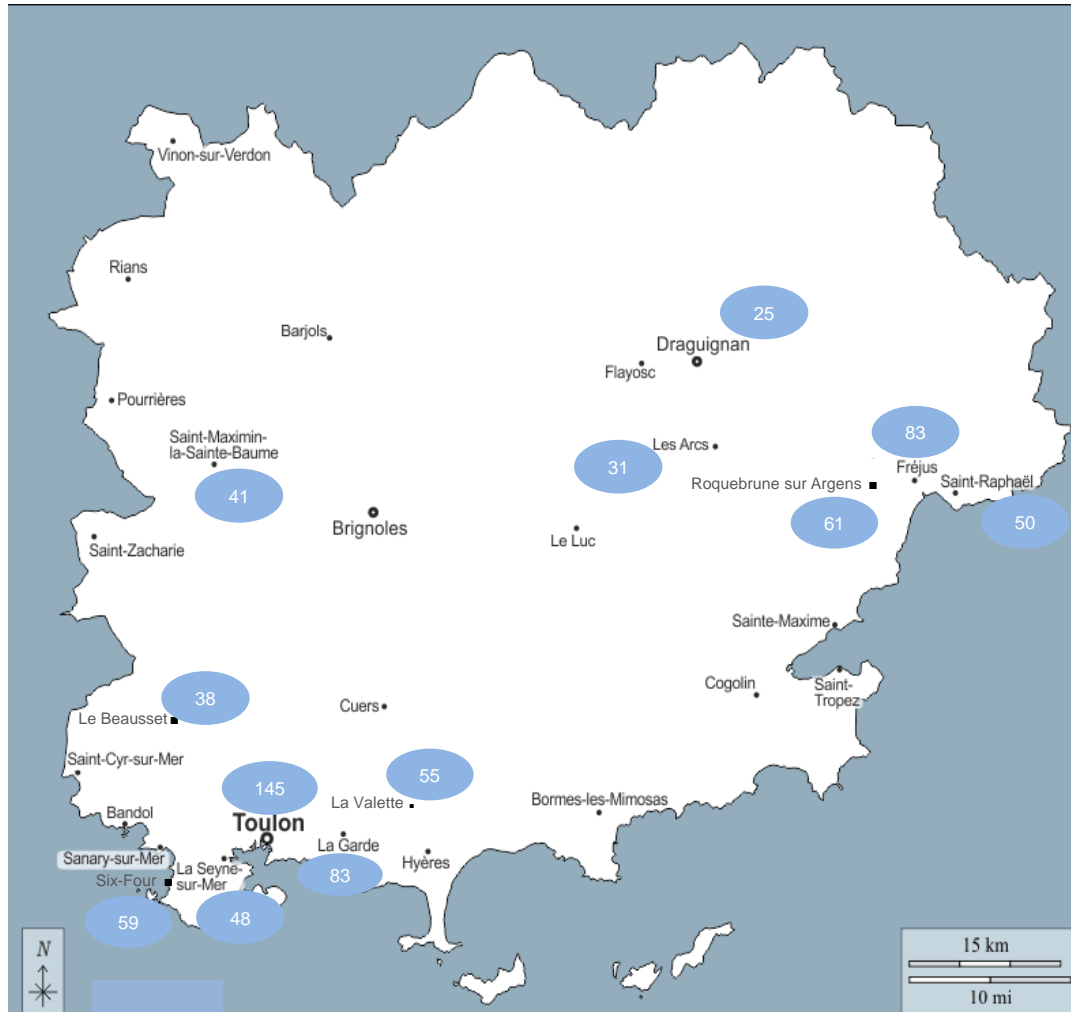 Vinon-sur-Verdon
Rians
25
Barjols
Draguignan
Flayosc
Pourrières
Saint-Maximin-
la-Sainte-Baume
83
Les Arcs
31
Fréjus
41
Roquebrune sur Argens
Saint-Raphaël
Brignoles
61
50
Le Luc
Saint-Zacharie
Sainte-Maxime
38
Cogolin
Saint-
Tropez
Le Beausset
Cuers
Saint-Cyr-sur-Mer
55
145
La Valette
Bormes-les-Mimosas
Bandol
Toulon
La Garde
Sanary-sur-Mer
La Seyne-
sur-Mer
Hyères
Six-Four
83
59
48
N
15 km
10 mi